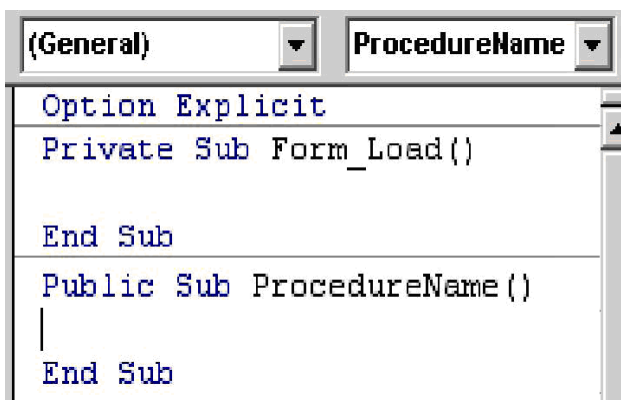 (General) ProcedureName
Option Explicit
Private Sub Form_Load()
End Sub
Public Sub ProcedureName()
End Sub